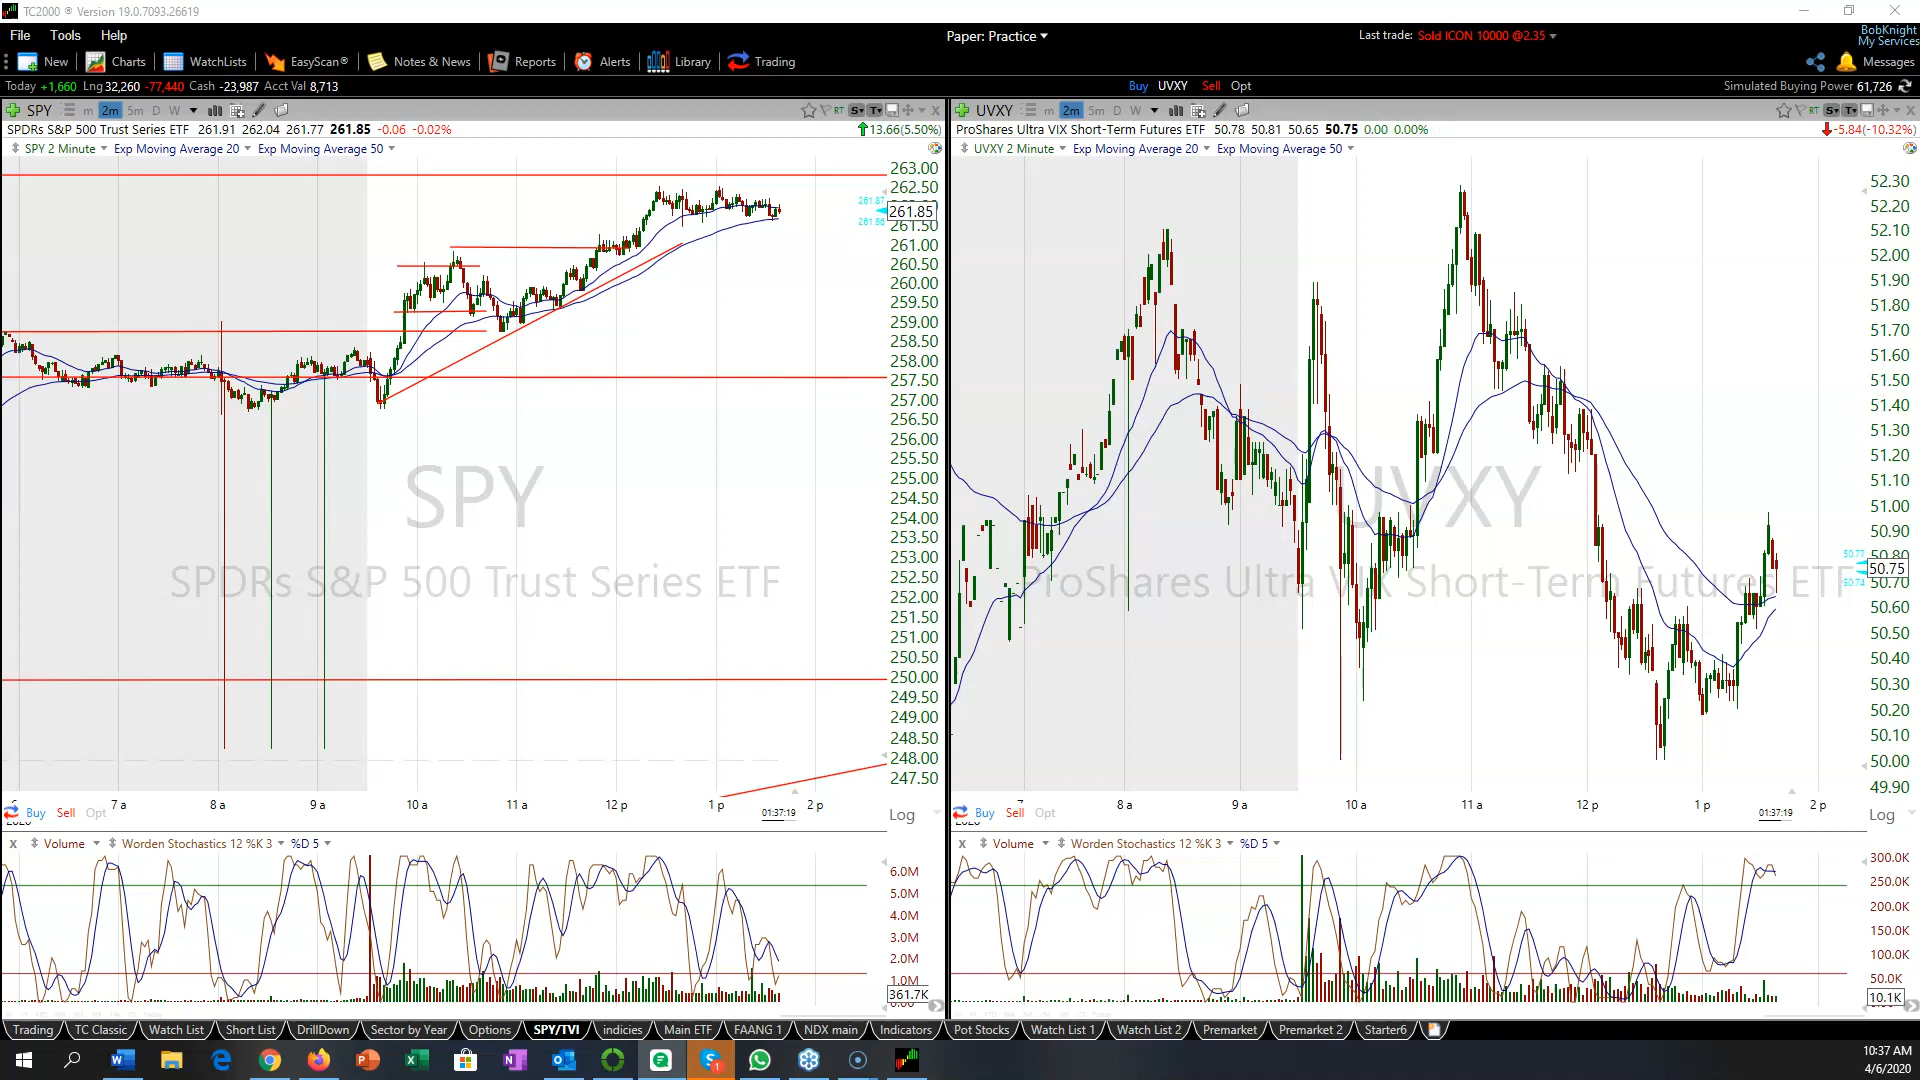 TC2000 ® Version 19.0.7093.26619
File Tools Help
Paper: Practice
Last trade: Sold ICON 10000 @2.35
BobKnight
My Services
New Charts WatchLists EasyScan® Notes & News Reports Alerts Library Trading
Messages
Today +1,660 Lng 32,260 -77,440 Cash -23,987 Acct Val 8,713
Buy UVXY Sell Opt
Simulated Buying Power 61,726
SPY m 2m 5m D W RT S T
SPDRs S&P 500 Trust Series ETF 261.91 262.04 261.77 261.85 -0.06 -0.02%
13.66(5.50%)
SPY 2 Minute Exp Moving Average 20 Exp Moving Average 50
263.00
262.50
261.87
261.85
261.86
261.50
261.00
260.50
260.00
259.50
259.00
258.50
258.00
257.50
257.00
256.50
256.00
255.50
255.00
254.50
254.00
253.50
253.00
252.50
252.00
251.50
251.00
250.50
250.00
249.50
249.00
248.50
248.00
247.50
SPY
SPDRs S&P 500 Trust Series ETF
7 a 8 a 9 a 10 a 11 a 12 p 1 p 2 p
Buy Sell Opt
01:37:19
Log
x Volume Worden Stochastics 12 %K 3 %D 5
6.0M
5.0M
4.0M
3.0M
2.0M
1.0M
361.7K
UVXY m 2m 5m D W RT S T
ProShares Ultra VIX Short-Term Futures ETF 50.78 50.81 50.65 50.75 0.00 0.00%
-5.84(-10.32%)
UVXY 2 Minute Exp Moving Average 20 Exp Moving Average 50
52.30
52.20
52.10
52.00
51.90
51.80
51.70
51.60
51.50
51.40
51.30
51.20
51.10
51.00
50.90
50.80
50.77
50.75
50.74
50.70
50.60
50.50
50.40
50.30
50.20
50.10
50.00
49.90
UVXY
ProShares Ultra VIX Short-Term Futures ETF
8 a 9 a 10 a 11 a 12 p 1 p 2 p
Buy Sell Opt
01:37:19
Log
x Volume Worden Stochastics 12 %K 3 %D 5
300.0K
250.0K
200.0K
150.0K
100.0K
50.0K
10.1K
Trading TC Classic Watch List Short List DrillDown Sector by Year Options SPY/TVI indicies Main ETF FAANG 1 NDX main Indicators Pot Stocks Watch List 1 Watch List 2 Premarket Premarket 2 Starter6
10:37 AM
4/6/2020